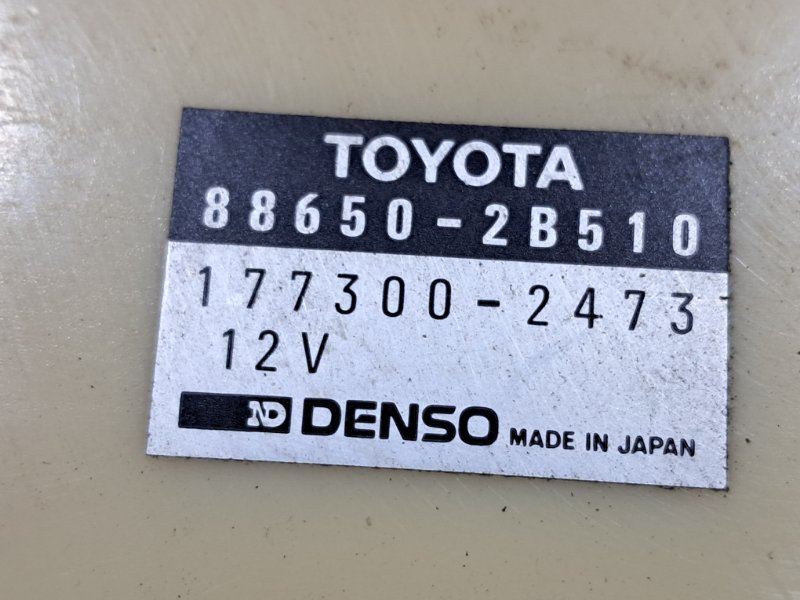 TOYOTA
88650-2B510
177300-2473
12V
ND DENSO MADE IN JAPAN